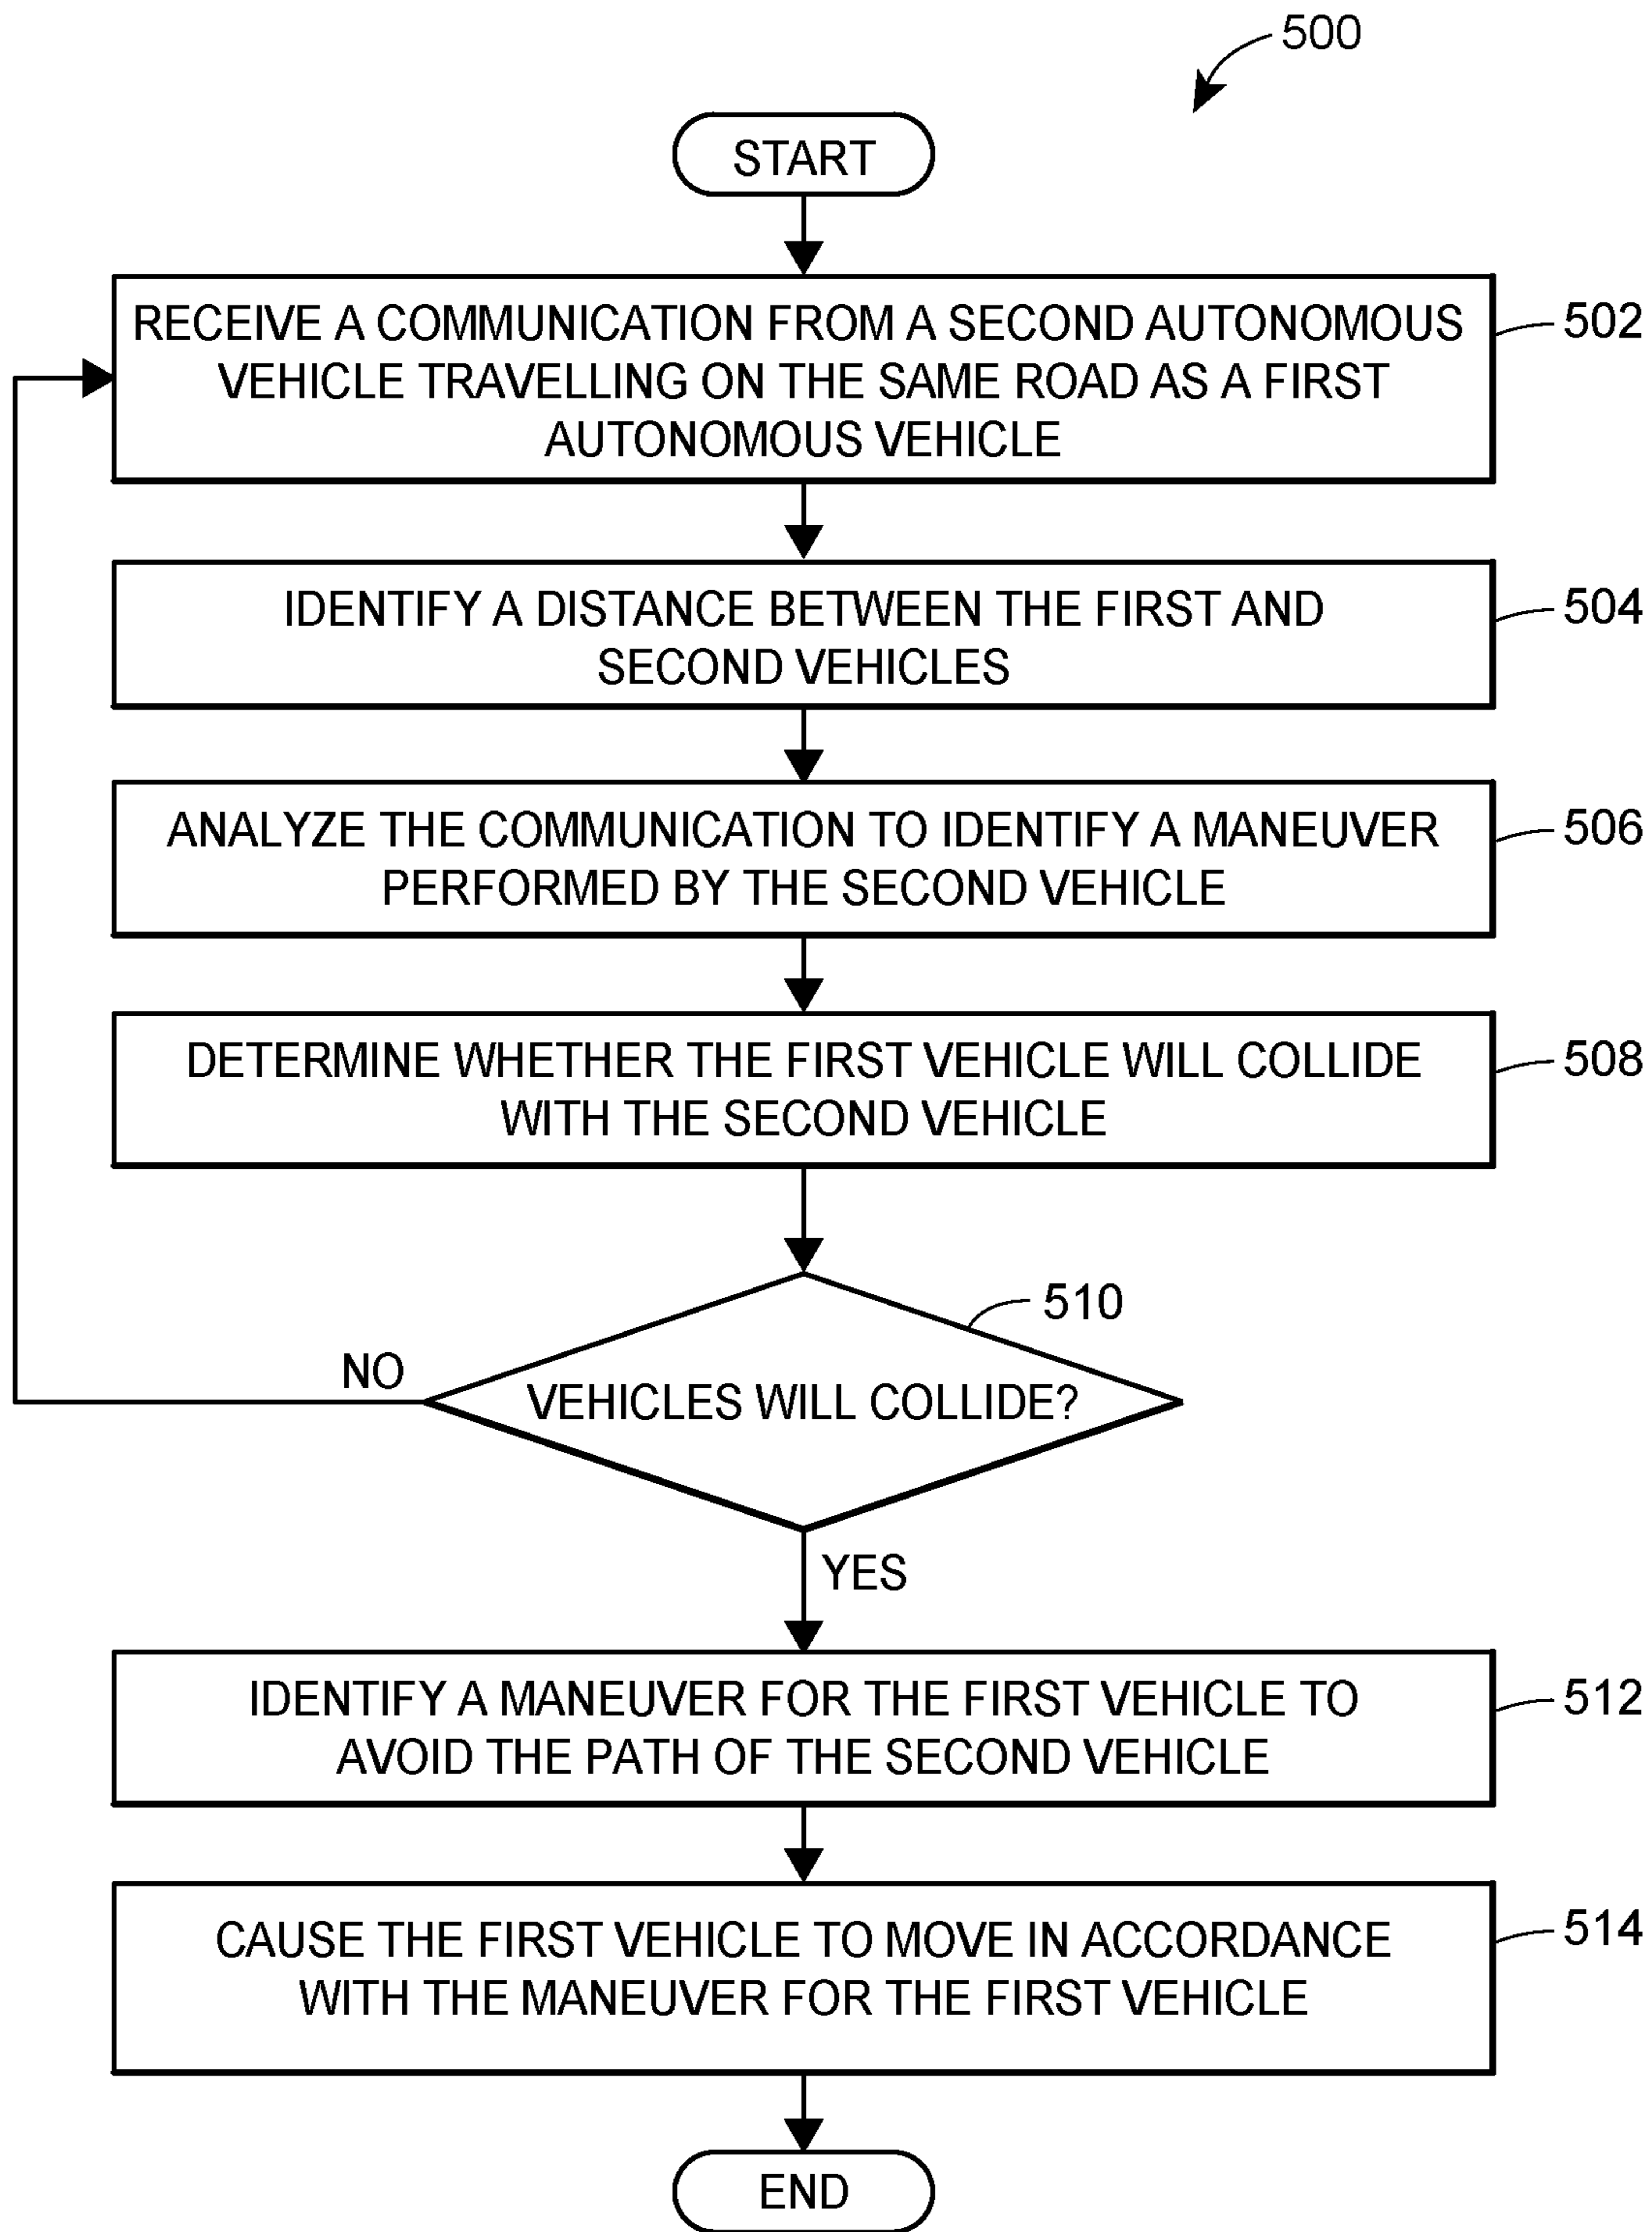 500
START
RECEIVE A COMMUNICATION FROM A SECOND AUTONOMOUS
VEHICLE TRAVELLING ON THE SAME ROAD AS A FIRST
AUTONOMOUS VEHICLE
502
IDENTIFY A DISTANCE BETWEEN THE FIRST AND
SECOND VEHICLES
504
ANALYZE THE COMMUNICATION TO IDENTIFY A MANEUVER
PERFORMED BY THE SECOND VEHICLE
506
DETERMINE WHETHER THE FIRST VEHICLE WILL COLLIDE
WITH THE SECOND VEHICLE
508
510
NO
VEHICLES WILL COLLIDE?
YES
IDENTIFY A MANEUVER FOR THE FIRST VEHICLE TO
AVOID THE PATH OF THE SECOND VEHICLE
512
CAUSE THE FIRST VEHICLE TO MOVE IN ACCORDANCE
WITH THE MANEUVER FOR THE FIRST VEHICLE
514
END